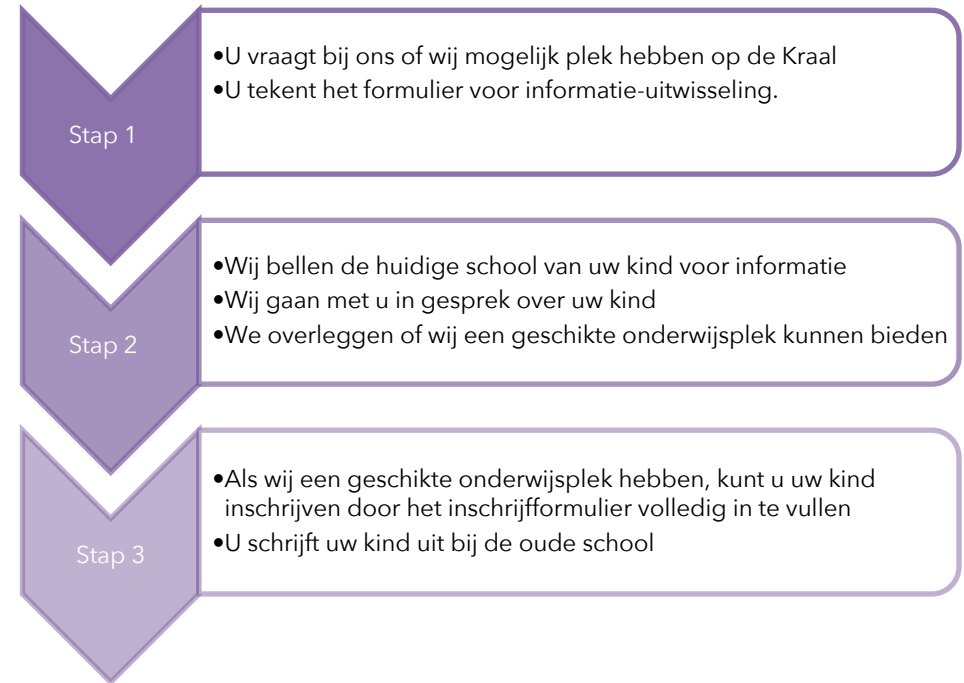 Stap 1
•U vraagt bij ons of wij mogelijk plek hebben op de Kraal
•U tekent het formulier voor informatie-uitwisseling.
Stap 2
•Wij bellen de huidige school van uw kind voor informatie
•Wij gaan met u in gesprek over uw kind
•We overleggen of wij een geschikte onderwijsplek kunnen bieden
Stap 3
•Als wij een geschikte onderwijsplek hebben, kunt u uw kind
inschrijven door het inschrijfformulier volledig in te vullen
•U schrijft uw kind uit bij de oude school